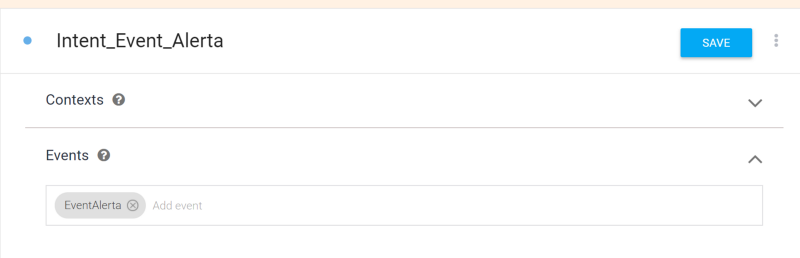 Intent_Event_Alerta
SAVE
Contexts
Events
EventAlerta Add event